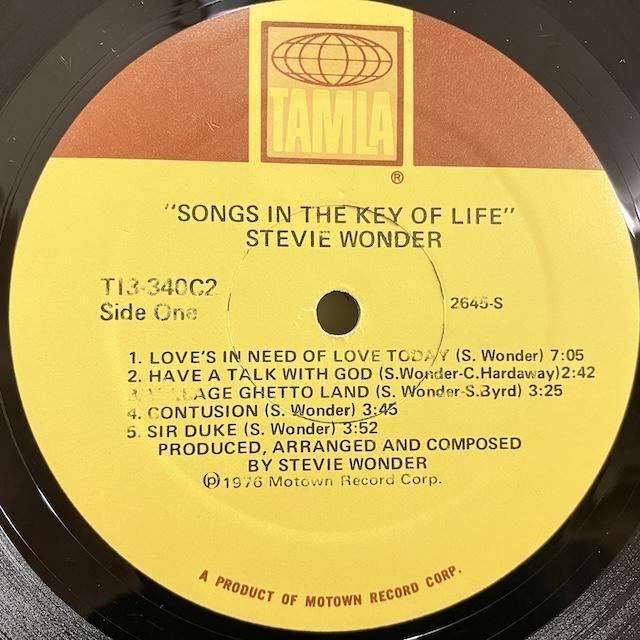 TAMLA
®
"SONGS IN THE KEY OF LIFE"
STEVIE WONDER
T13-340C2
Side One
2645-S
1. LOVE'S IN NEED OF LOVE TODAY (S. Wonder) 7:05
2. HAVE A TALK WITH GOD (S.Wonder-C.Hardaway) 2:42
3. VILLAGE GHETTO LAND (S. Wonder-S.Byrd) 3:25
4. CONTUSION (S. Wonder) 3:45
5. SIR DUKE (S. Wonder) 3:52
PRODUCED, ARRANGED AND COMPOSED
BY STEVIE WONDER
℗1976 Motown Record Corp.
A PRODUCT OF MOTOWN RECORD CORP.